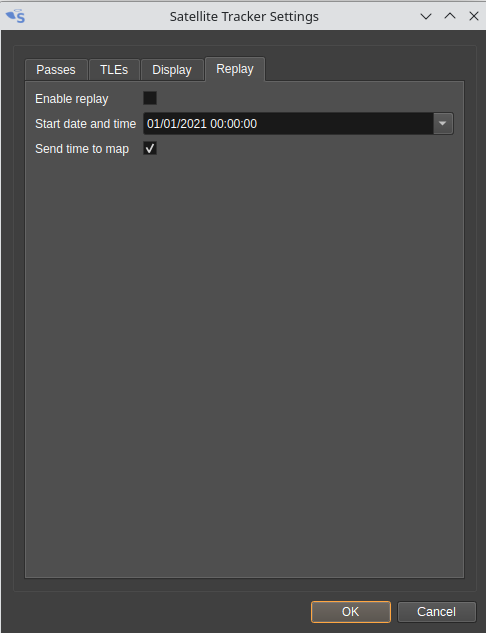 Satellite Tracker Settings
Passes TLEs Display Replay
Enable replay
Start date and time 01/01/2021 00:00:00
Send time to map
OK Cancel